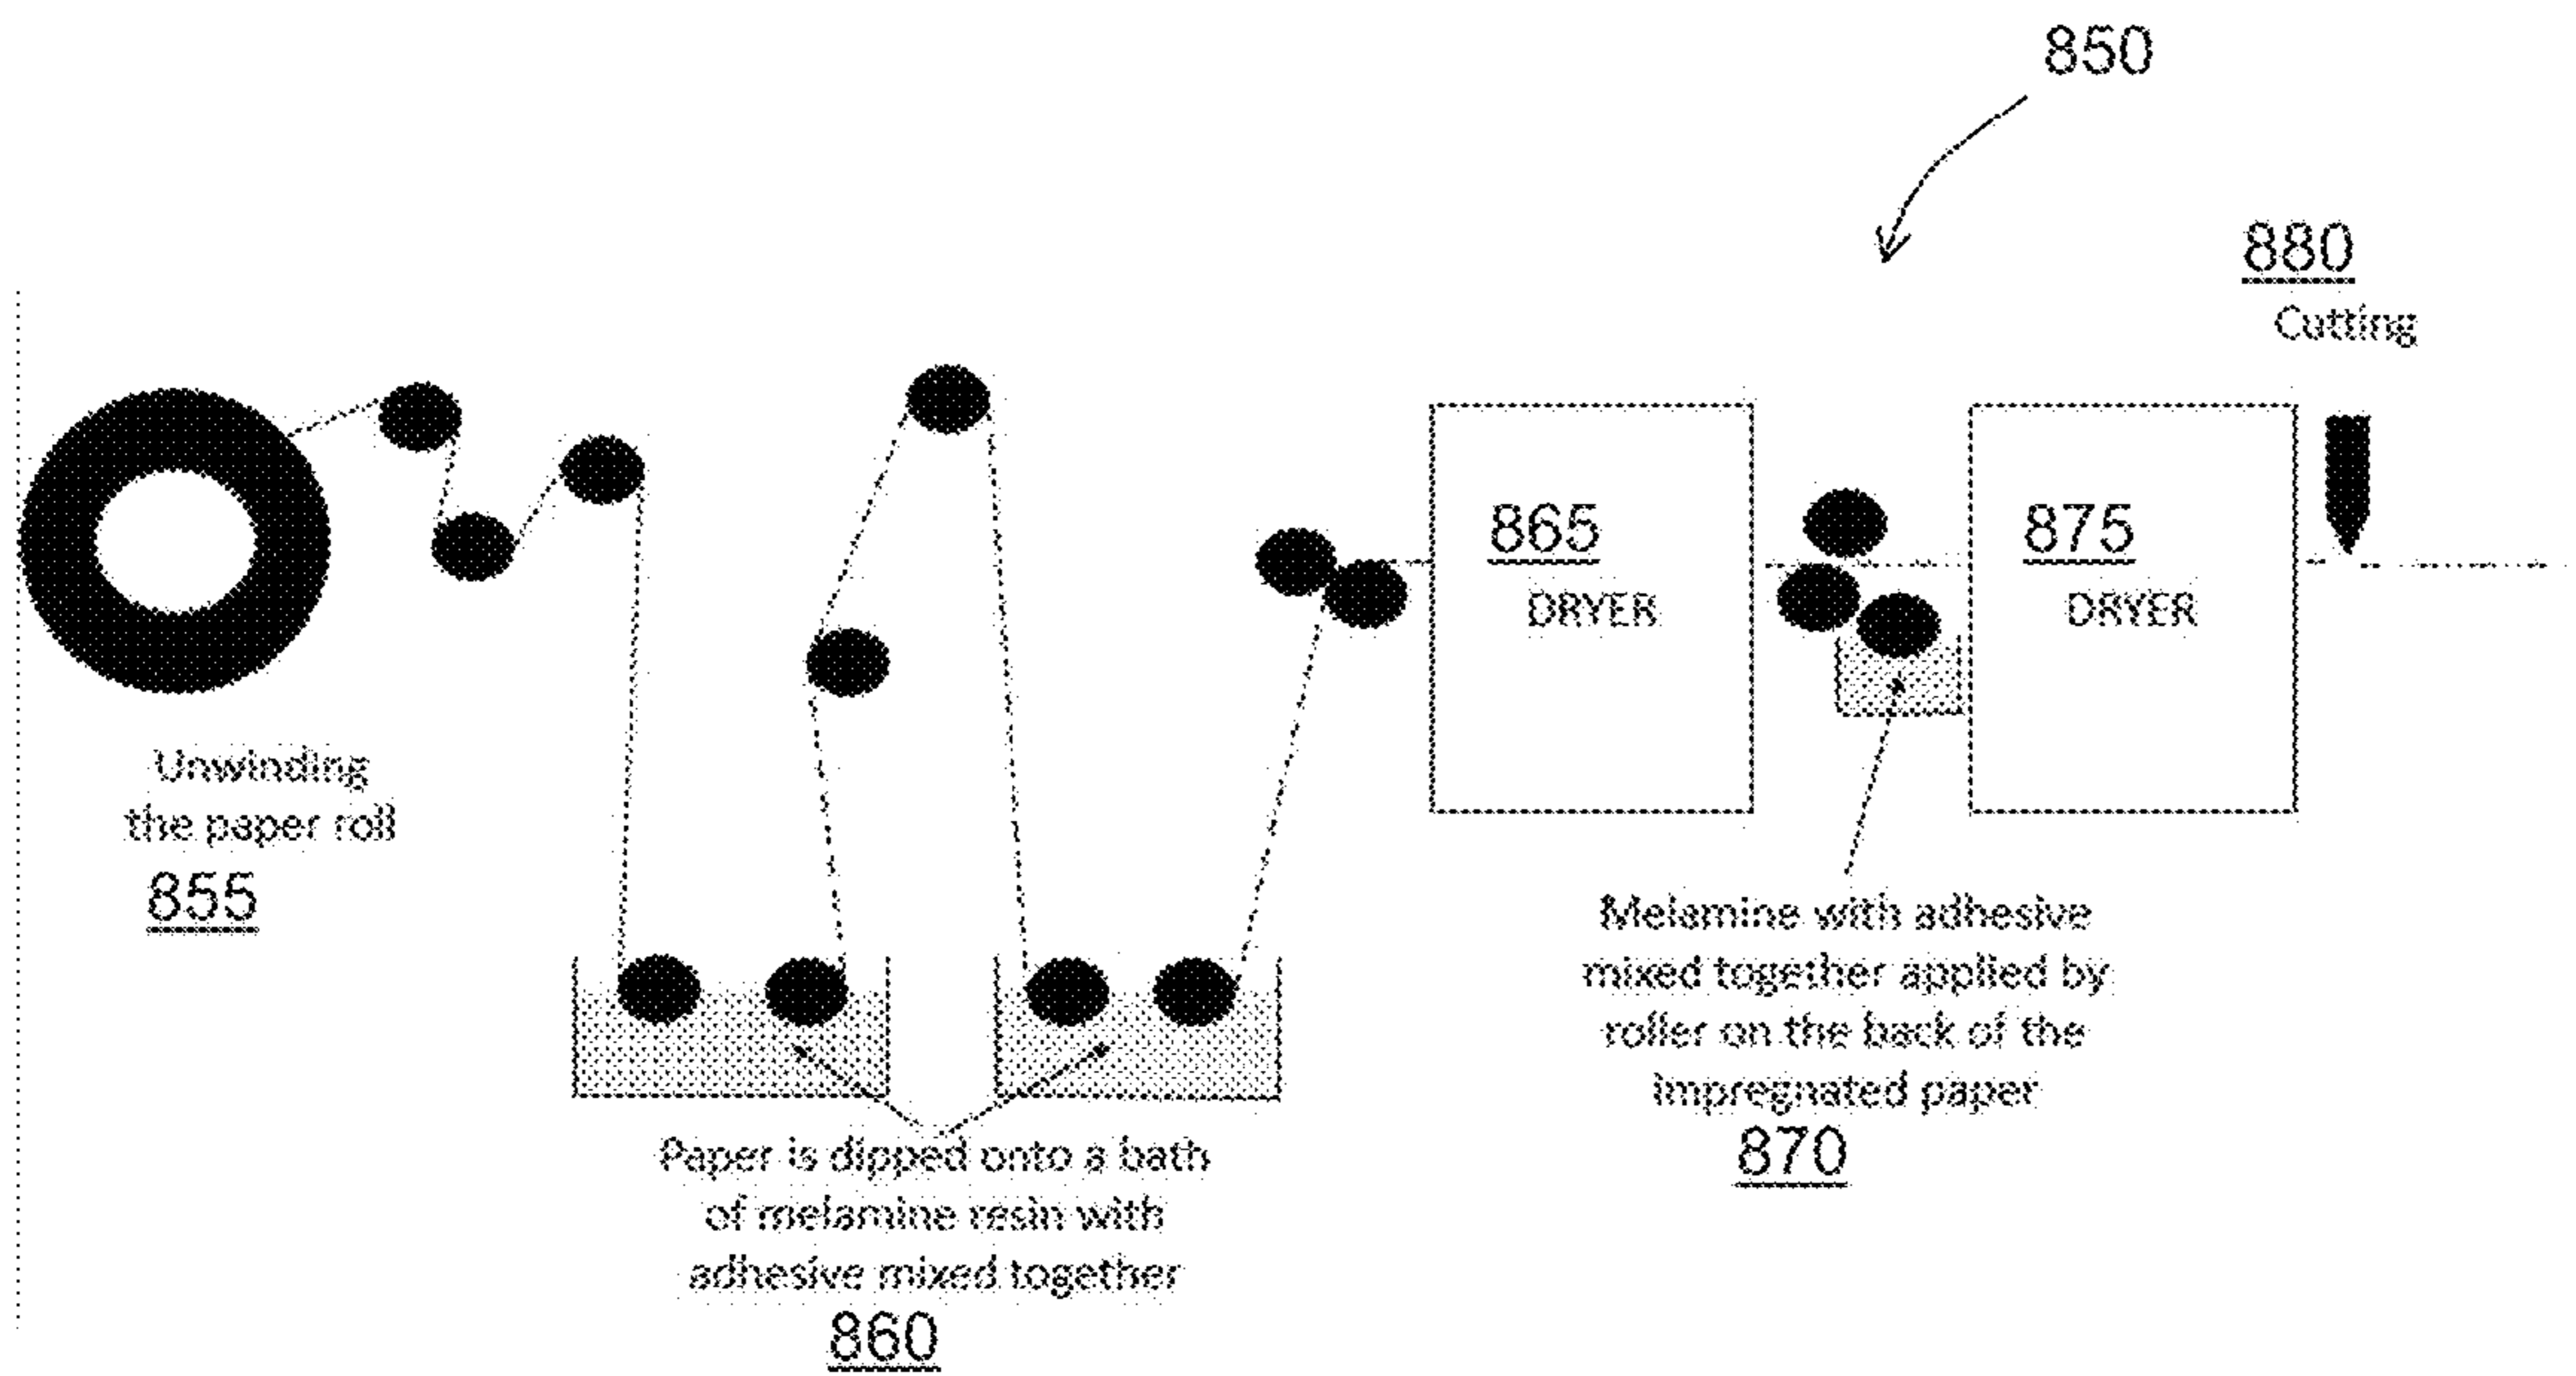 850
880
Cutting
865
DRYER
875
DRYER
Unwinding
the paper roll
855
Melamine with adhesive
mixed together applied by
roller on the back of the
impregnated paper
870
Paper is dipped onto a bath
of melamine resin with
adhesive mixed together
860